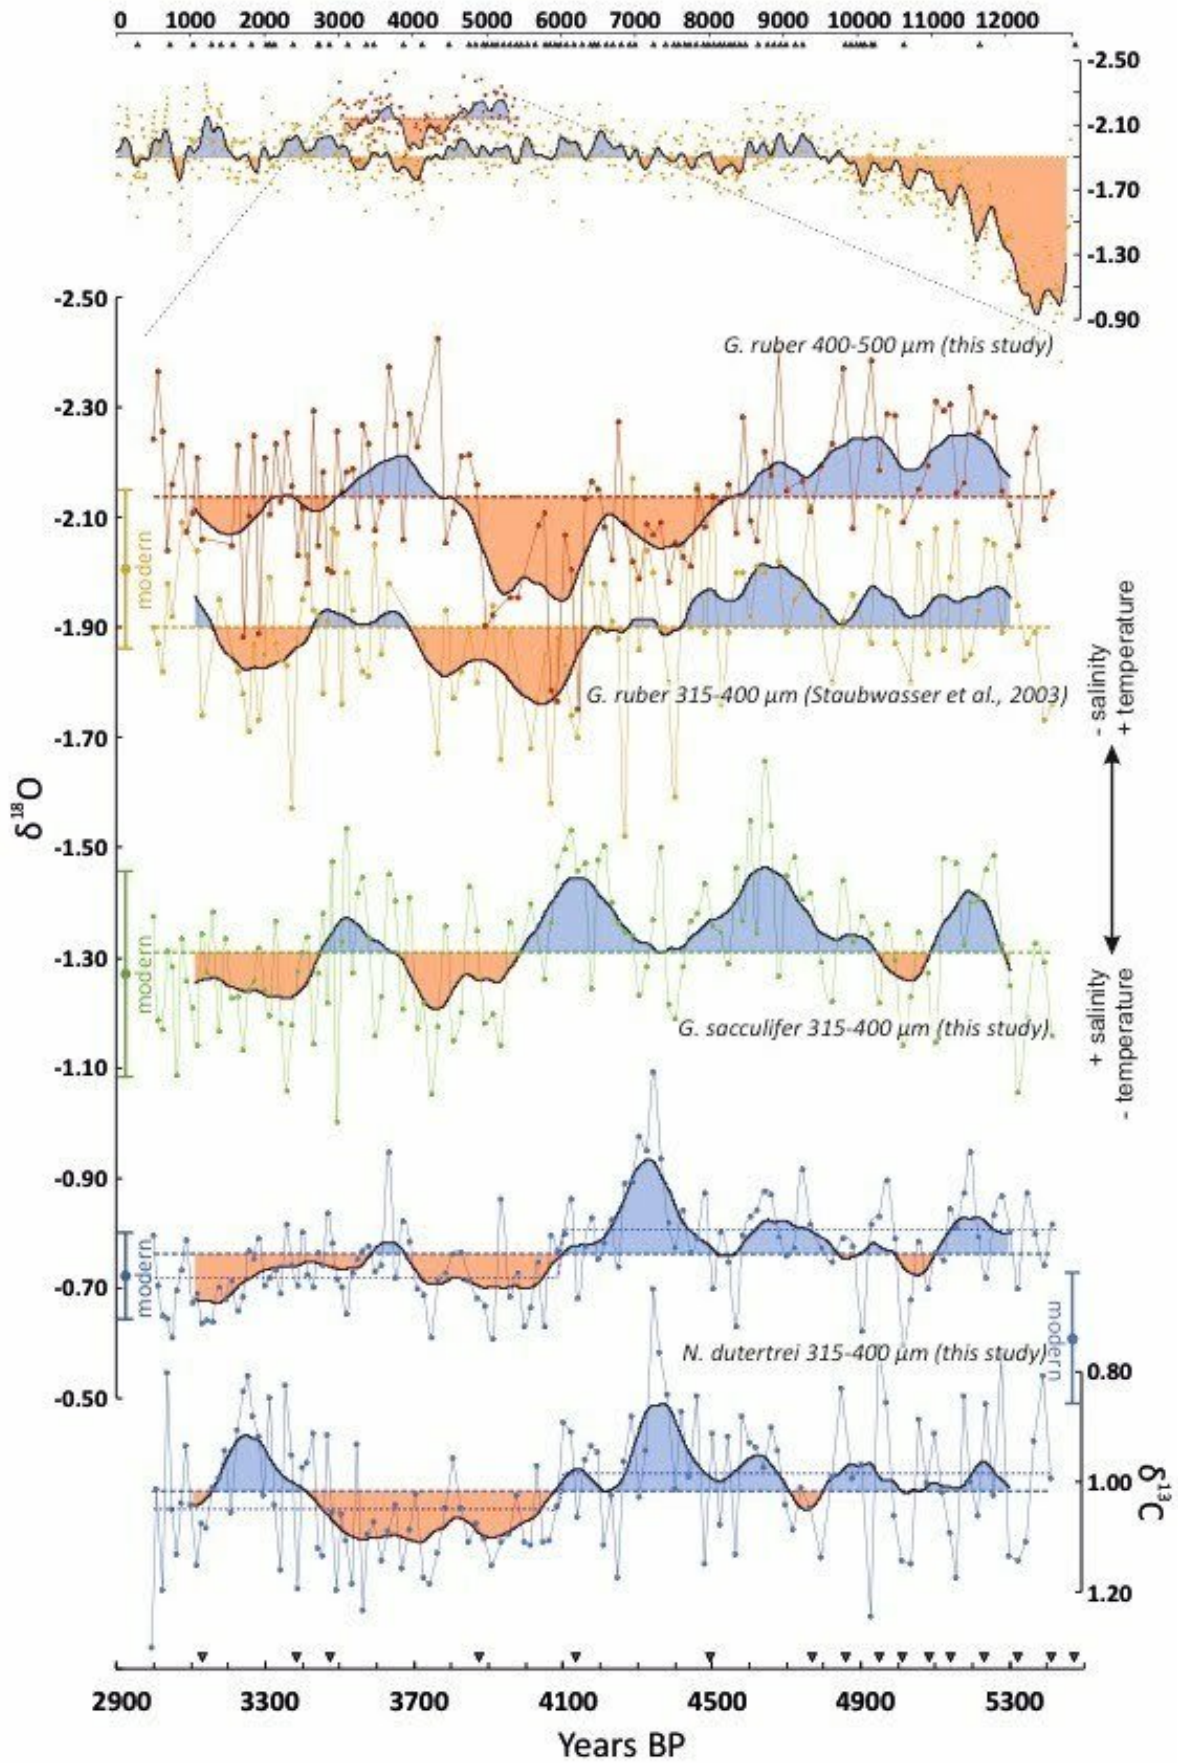 0 1000 2000 3000 4000 5000 6000 7000 8000 9000 10000 11000 12000
-2.50
-2.10
-1.70
-1.30
-0.90
-2.50
G. ruber 400-500 µm (this study)
-2.30
-2.10
modern
-1.90
G. ruber 315-400 µm (Staubwasser et al., 2003)
-1.70
- salinity
+ temperature
δ18O
-1.50
-1.30
modern
+ salinity
- temperature
G. sacculifer 315-400 µm (this study)
-1.10
-0.90
modern
-0.70
modern
N. dutertrei 315-400 µm (this study)
0.80
-0.50
1.00
δ13C
1.20
2900 3300 3700 4100 4500 4900 5300
Years BP